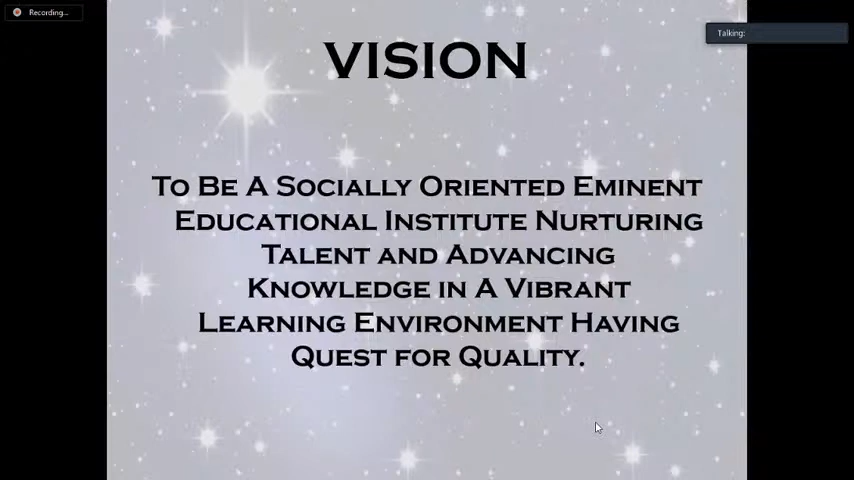 Recording...
Talking:
VISION
To Be A Socially Oriented Eminent
Educational Institute Nurturing
Talent and Advancing
Knowledge in A Vibrant
Learning Environment Having
Quest for Quality.